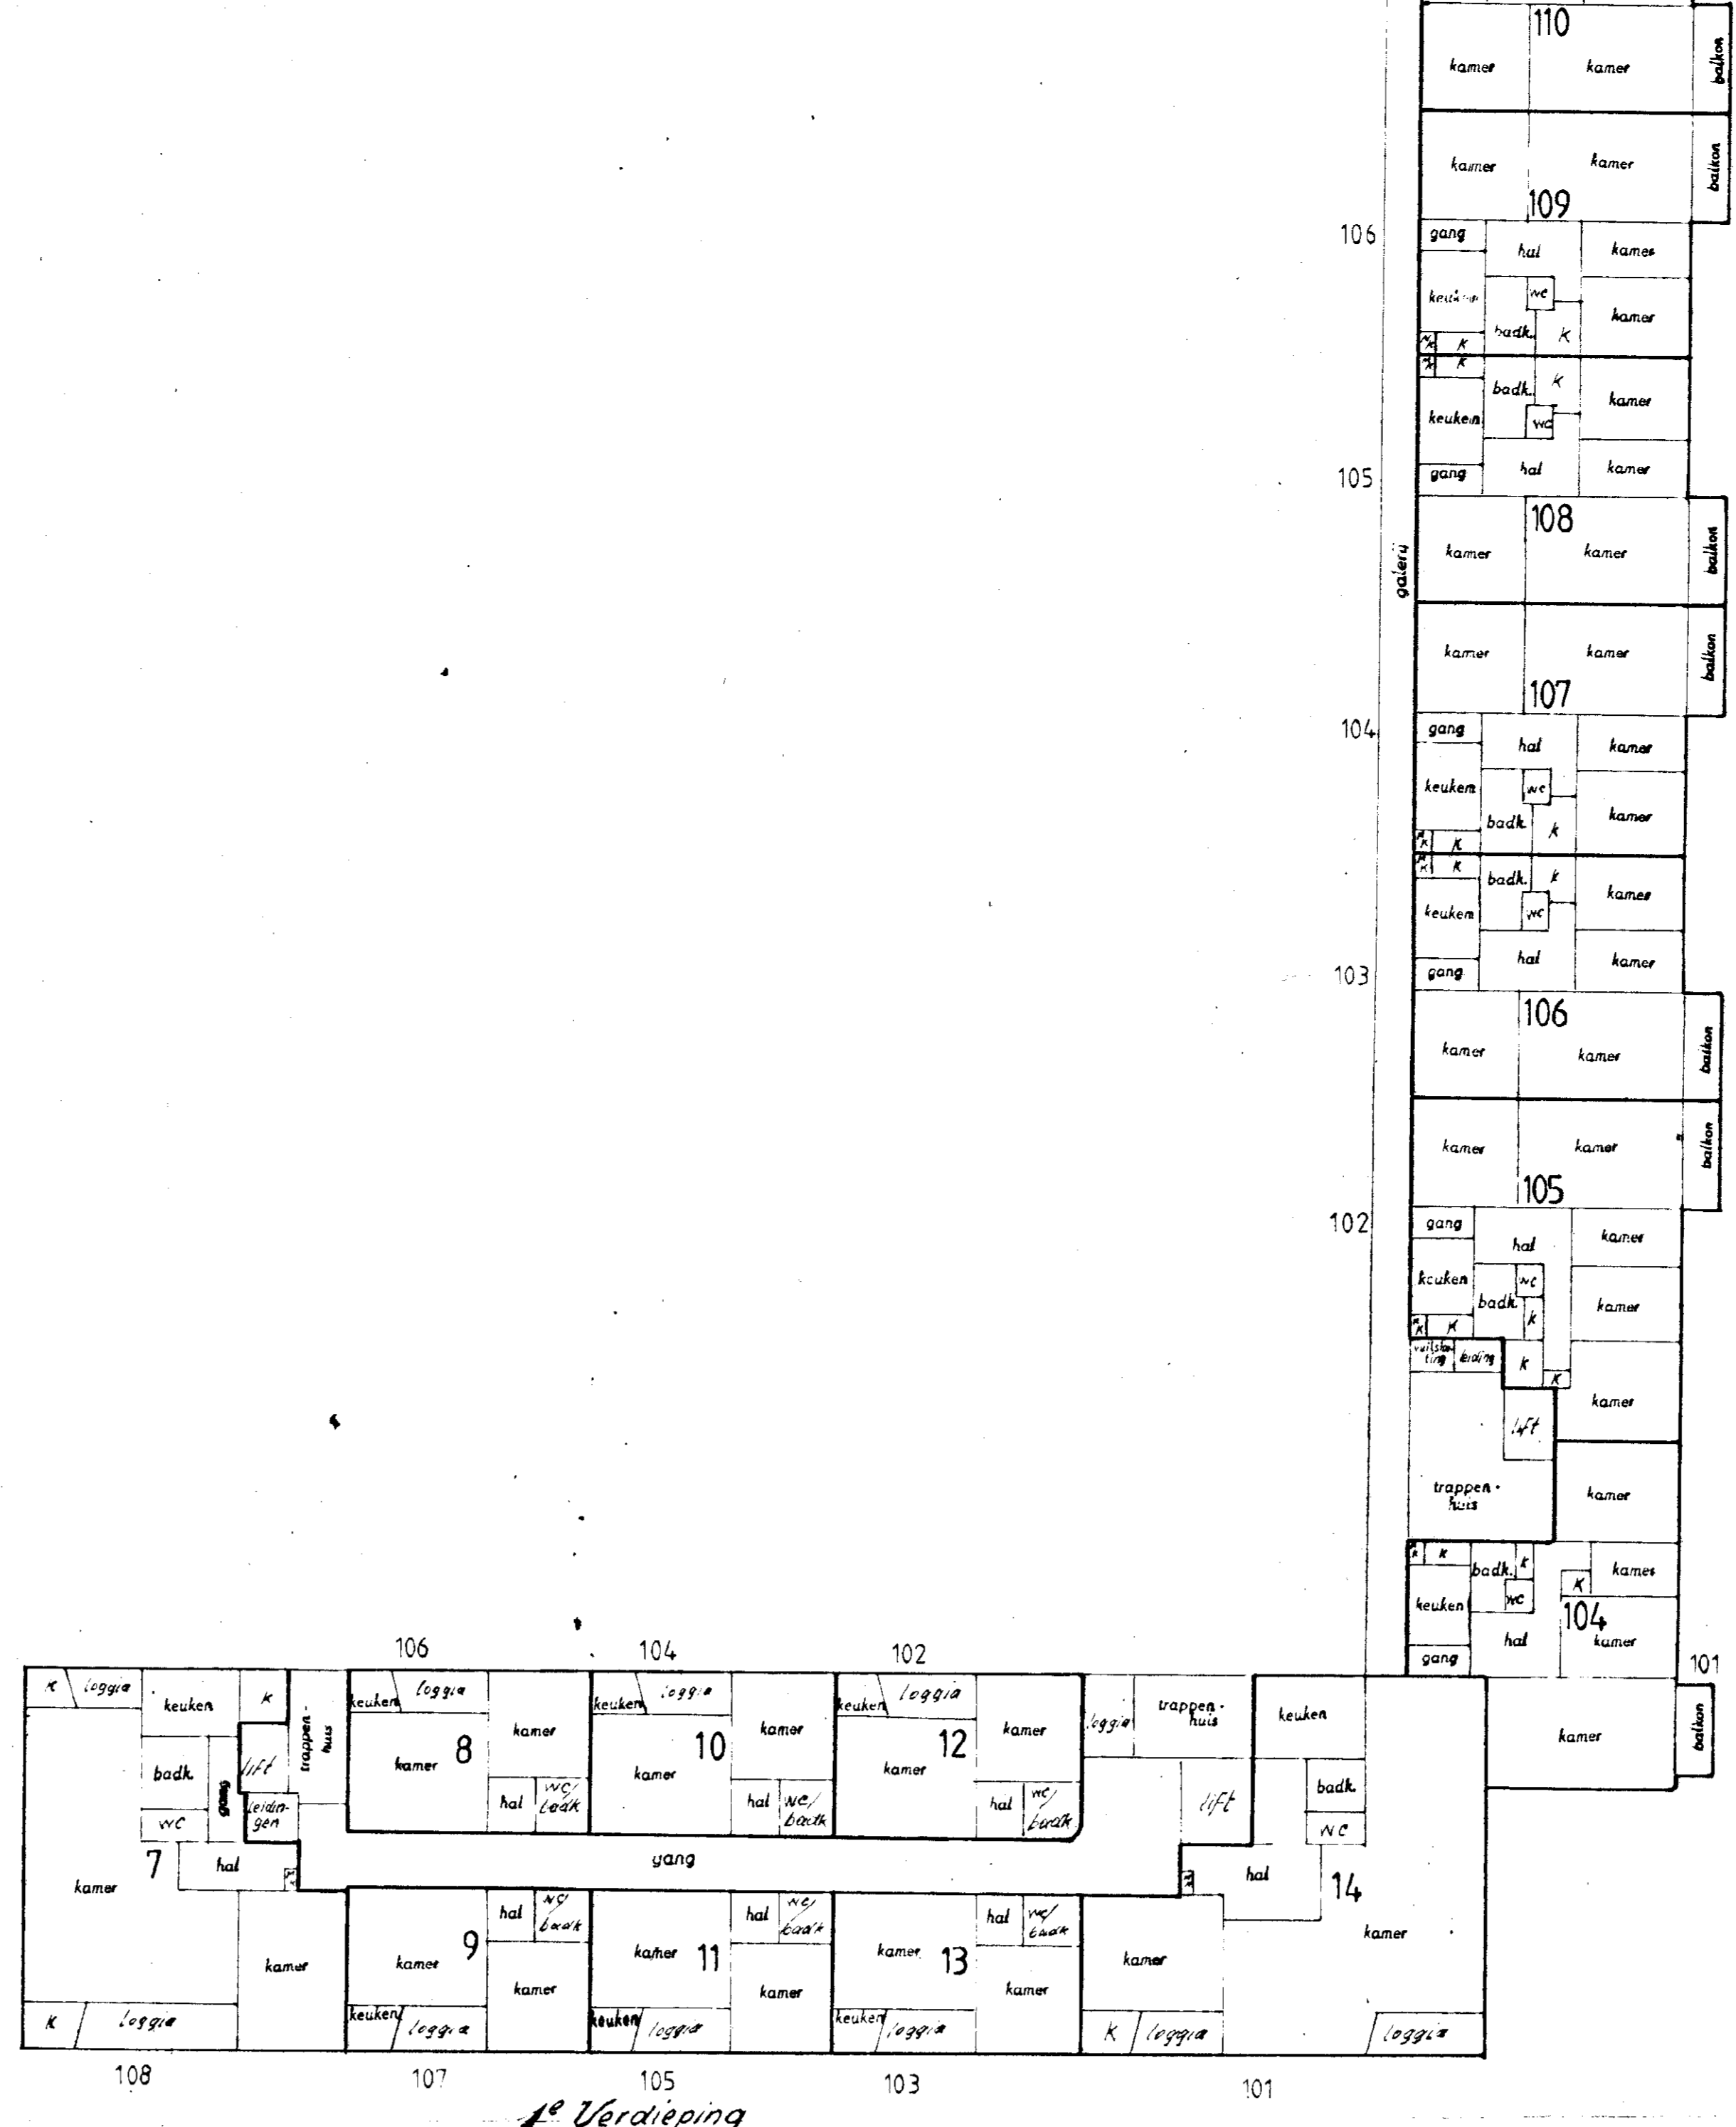 110
kamer kamer balkon
kamer kamer balkon
109
106
gang hal kamer
wc
badk. K kamer
K K
K K
badk. K kamer
keuken wc
105
gang hal kamer
108
galerij
kamer kamer balkon
kamer kamer balkon
107
104
gang hal kamer
keuken wc
badk K kamer
K K
K K
badk. K kamer
keuken wc
103
gang hal kamer
106
kamer kamer balkon
kamer kamer balkon
105
102
gang hal kamer
keuken wc
badk. K kamer
K K
leiding K
K
lift kamer
trappen-
huis
kamer
K K badk. K kamer
K
keuken wc
104
hal kamer
gang
101
106 104 102
K loggia keuken K trappen-
huis
keuken loggia kamer
keuken loggia kamer
keuken loggia kamer
loggia trappen-
huis
keuken
kamer balkon
badk. gang lift
8 kamer
10 kamer
12 kamer
lift badk.
wc leidin-
gen
hal wc/
badk
hal wc/
badk
hal wc/
badk
wc
7 hal
gang
hal 14
kamer
kamer
kamer 9 hal wc/
badk
kamer
kamer 11 hal wc/
badk
kamer
kamer 13 hal wc/
badk
kamer
kamer
kamer
K loggia
keuken loggia
keuken loggia
keuken loggia
K loggia
loggia
108 107 105 103 101
1e Verdieping